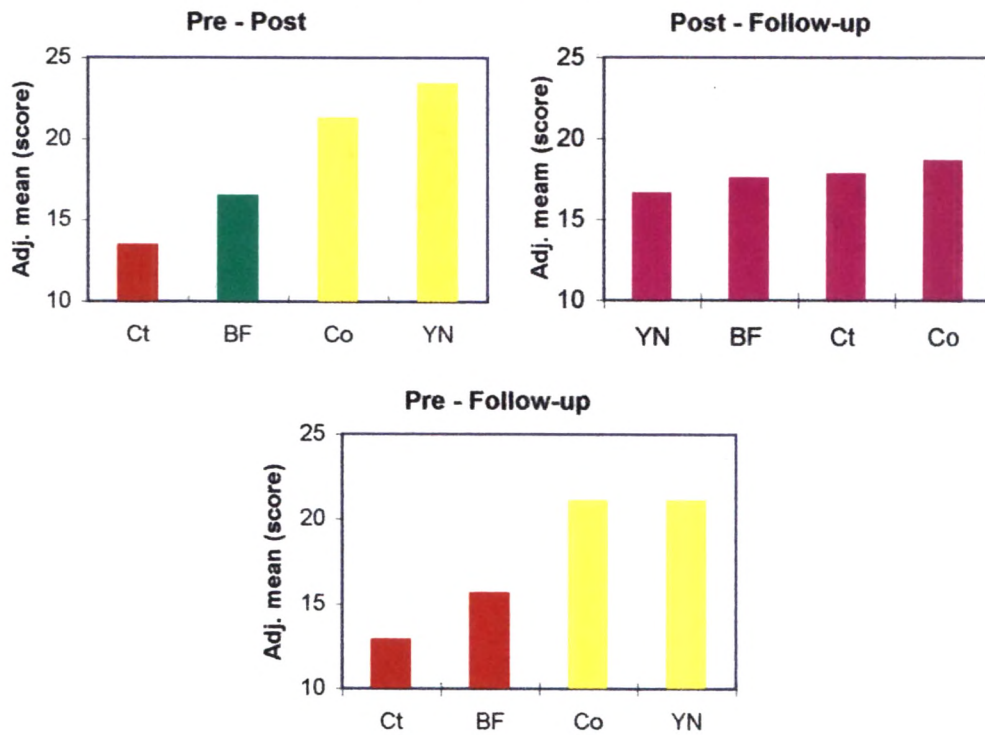 Pre - Post
Adj. mean (score)
25
20
15
10
Ct BF Co YN
Post - Follow-up
Adj. meam (score)
25
20
15
10
YN BF Ct Co
Pre - Follow-up
Adj. mean (score)
25
20
15
10
Ct BF Co YN